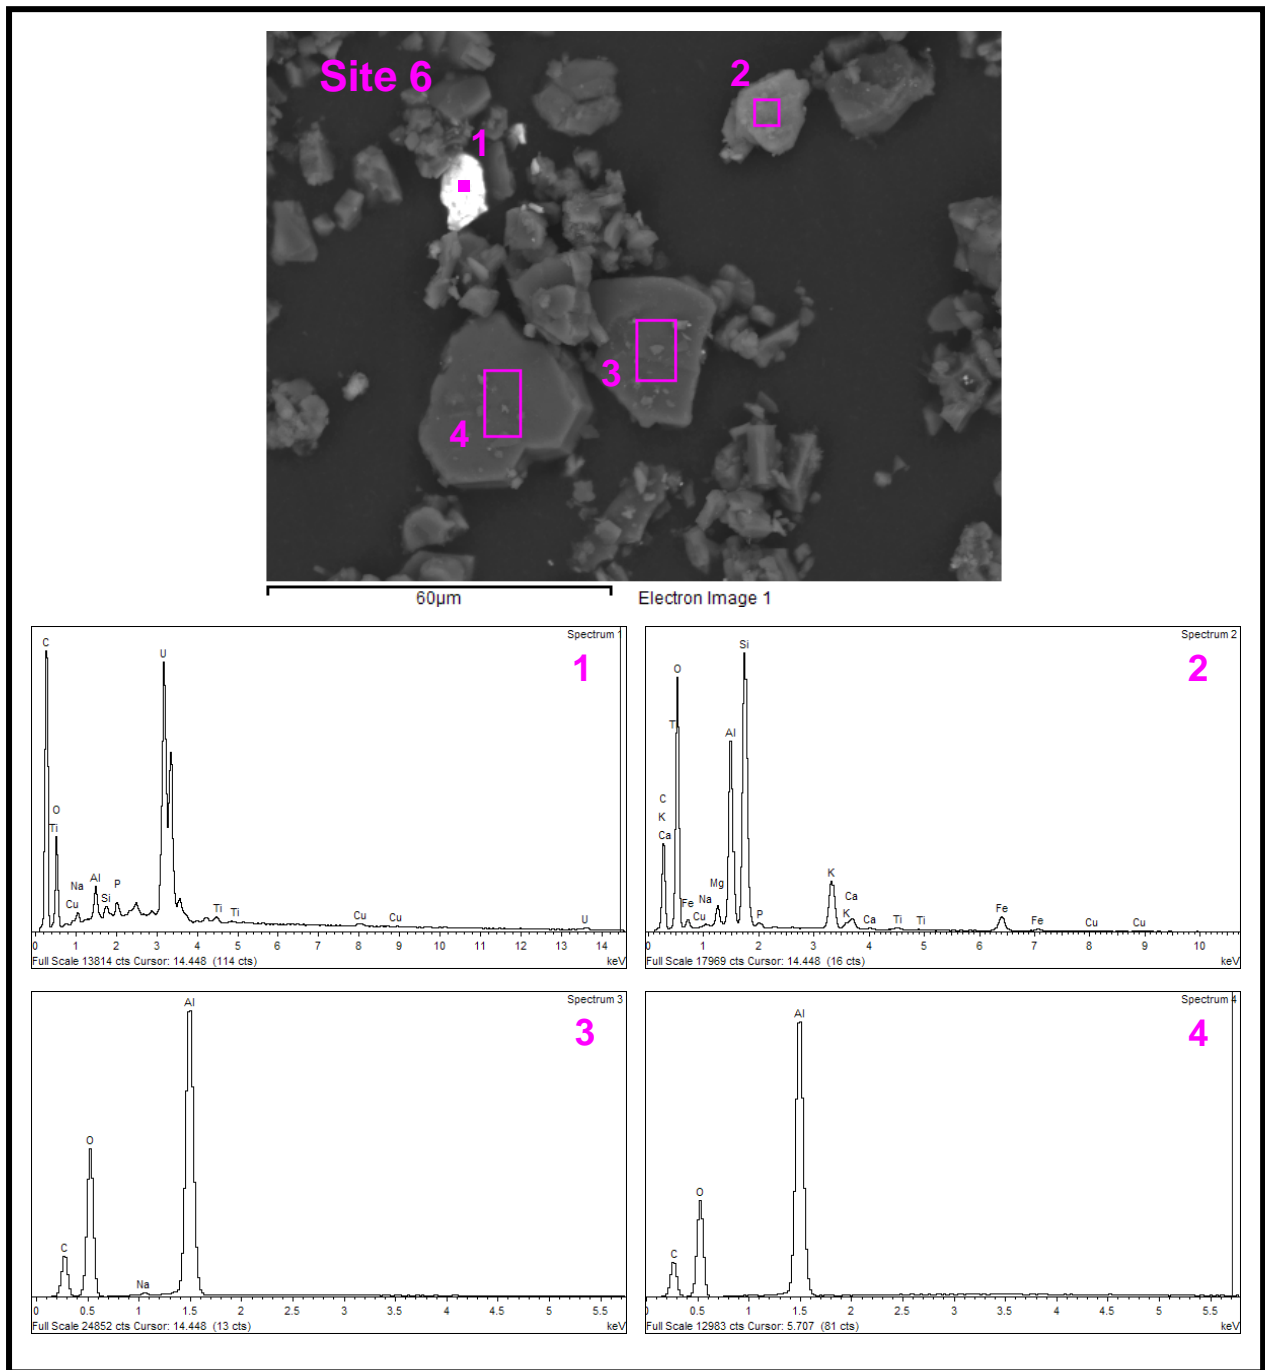 Site 6
1
2
3
4
60µm
Electron Image 1
Spectrum 1
1
C
U
O
Ti
Na
Cu
Al
Si
P
Ti
Ti
Cu
Cu
U
0 1 2 3 4 5 6 7 8 9 10 11 12 13 14
Full Scale 13814 cts Cursor: 14.448 (114 cts)
keV
Spectrum 2
2
Si
O
T
Al
C
K
Ca
Fe
Cu
Na
Mg
P
K
K
Ca
Ca
Ti
Ti
Fe
Fe
Cu
Cu
0 1 2 3 4 5 6 7 8 9 10
Full Scale 17969 cts Cursor: 14.448 (16 cts)
keV
Spectrum 3
3
Al
O
C
Na
0 0.5 1 1.5 2 2.5 3 3.5 4 4.5 5 5.5
Full Scale 24852 cts Cursor: 14.448 (13 cts)
keV
Spectrum 4
4
Al
O
C
0 0.5 1 1.5 2 2.5 3 3.5 4 4.5 5 5.5
Full Scale 12983 cts Cursor: 5.707 (81 cts)
keV